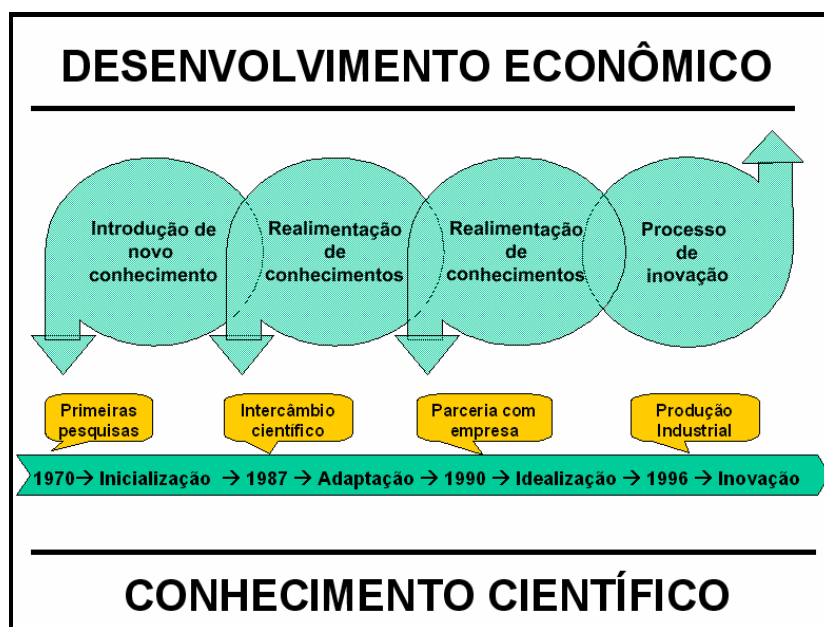 DESENVOLVIMENTO ECONÔMICO
Introdução de
novo
conhecimento
Realimentação
de
conhecimentos
Realimentação
de
conhecimentos
Processo
de
inovação
Primeiras
pesquisas
Intercâmbio
científico
Parceria com
empresa
Produção
Industrial
1970→ Inicialização → 1987 → Adaptação → 1990 → Idealização → 1996 → Inovação
CONHECIMENTO CIENTÍFICO